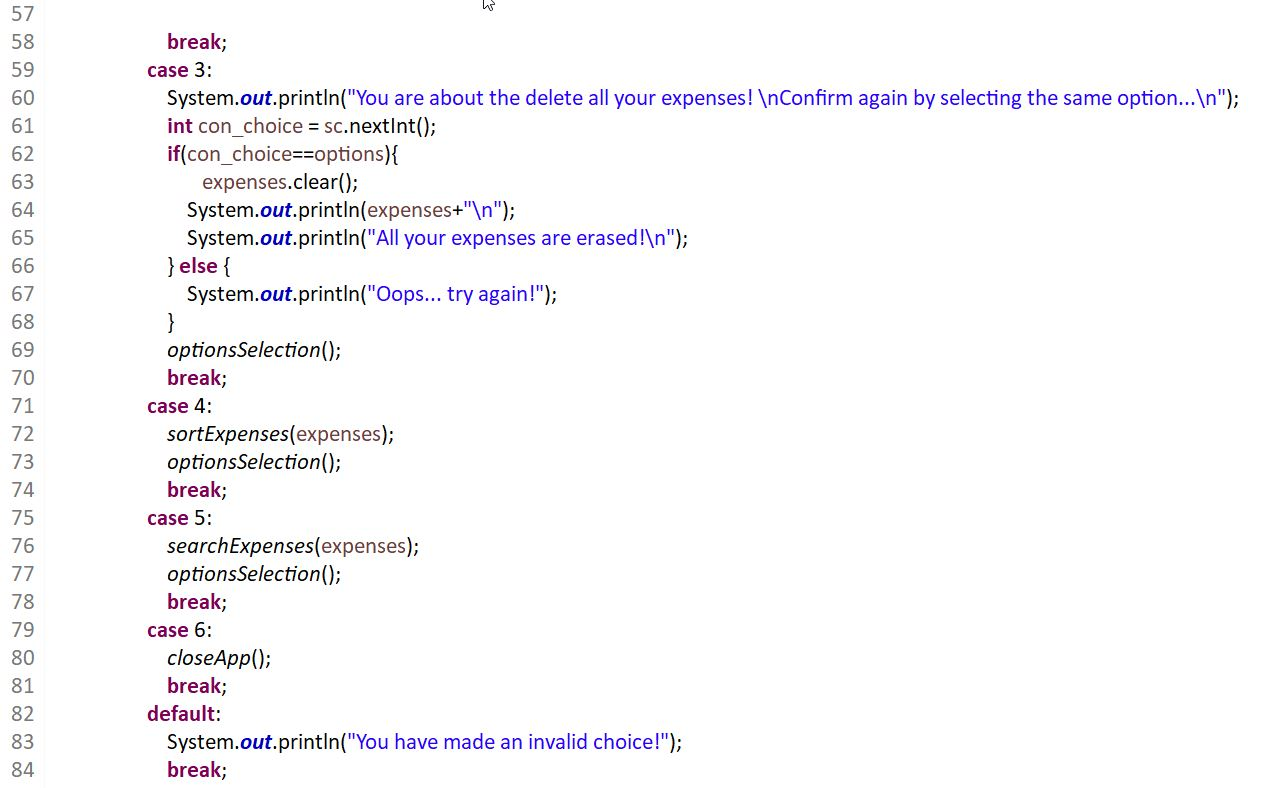 57
58 break;
59 case 3:
60 System.out.println("You are about the delete all your expenses! \nConfirm again by selecting the same option...\n");
61 int con_choice = sc.nextInt();
62 if(con_choice==options){
63 expenses.clear();
64 System.out.println(expenses+"\n");
65 System.out.println("All your expenses are erased!\n");
66 } else {
67 System.out.println("Oops... try again!");
68 }
69 optionsSelection();
70 break;
71 case 4:
72 sortExpenses(expenses);
73 optionsSelection();
74 break;
75 case 5:
76 searchExpenses(expenses);
77 optionsSelection();
78 break;
79 case 6:
80 closeApp();
81 break;
82 default:
83 System.out.println("You have made an invalid choice!");
84 break;